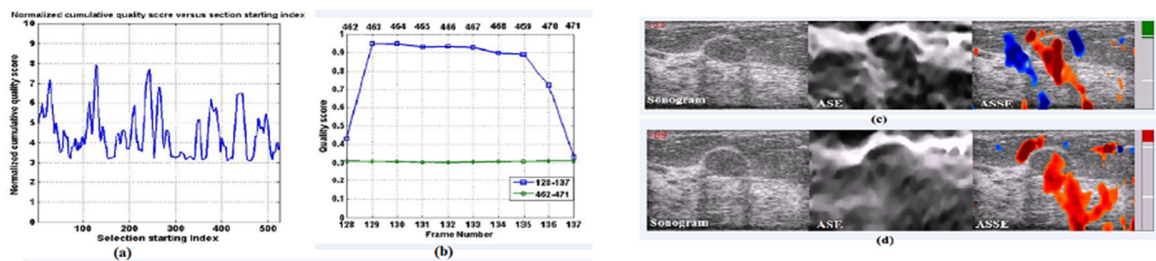 Normalized cumulative quality score versus section starting index
Normalized cumulative quality score
10
9
8
7
6
5
4
3
2
1
0
100 200 300 400 500
Selection starting index
(a)
462 463 464 465 466 467 468 469 470 471
Quality score
1
0.9
0.8
0.7
0.6
0.5
0.4
0.3
0.2
0.1
0
128-137
462-471
128 129 130 131 132 133 134 135 136 137
Frame Number
(b)
Sonogram ASE ASSE
(c)
Sonogram ASE ASSE
(d)